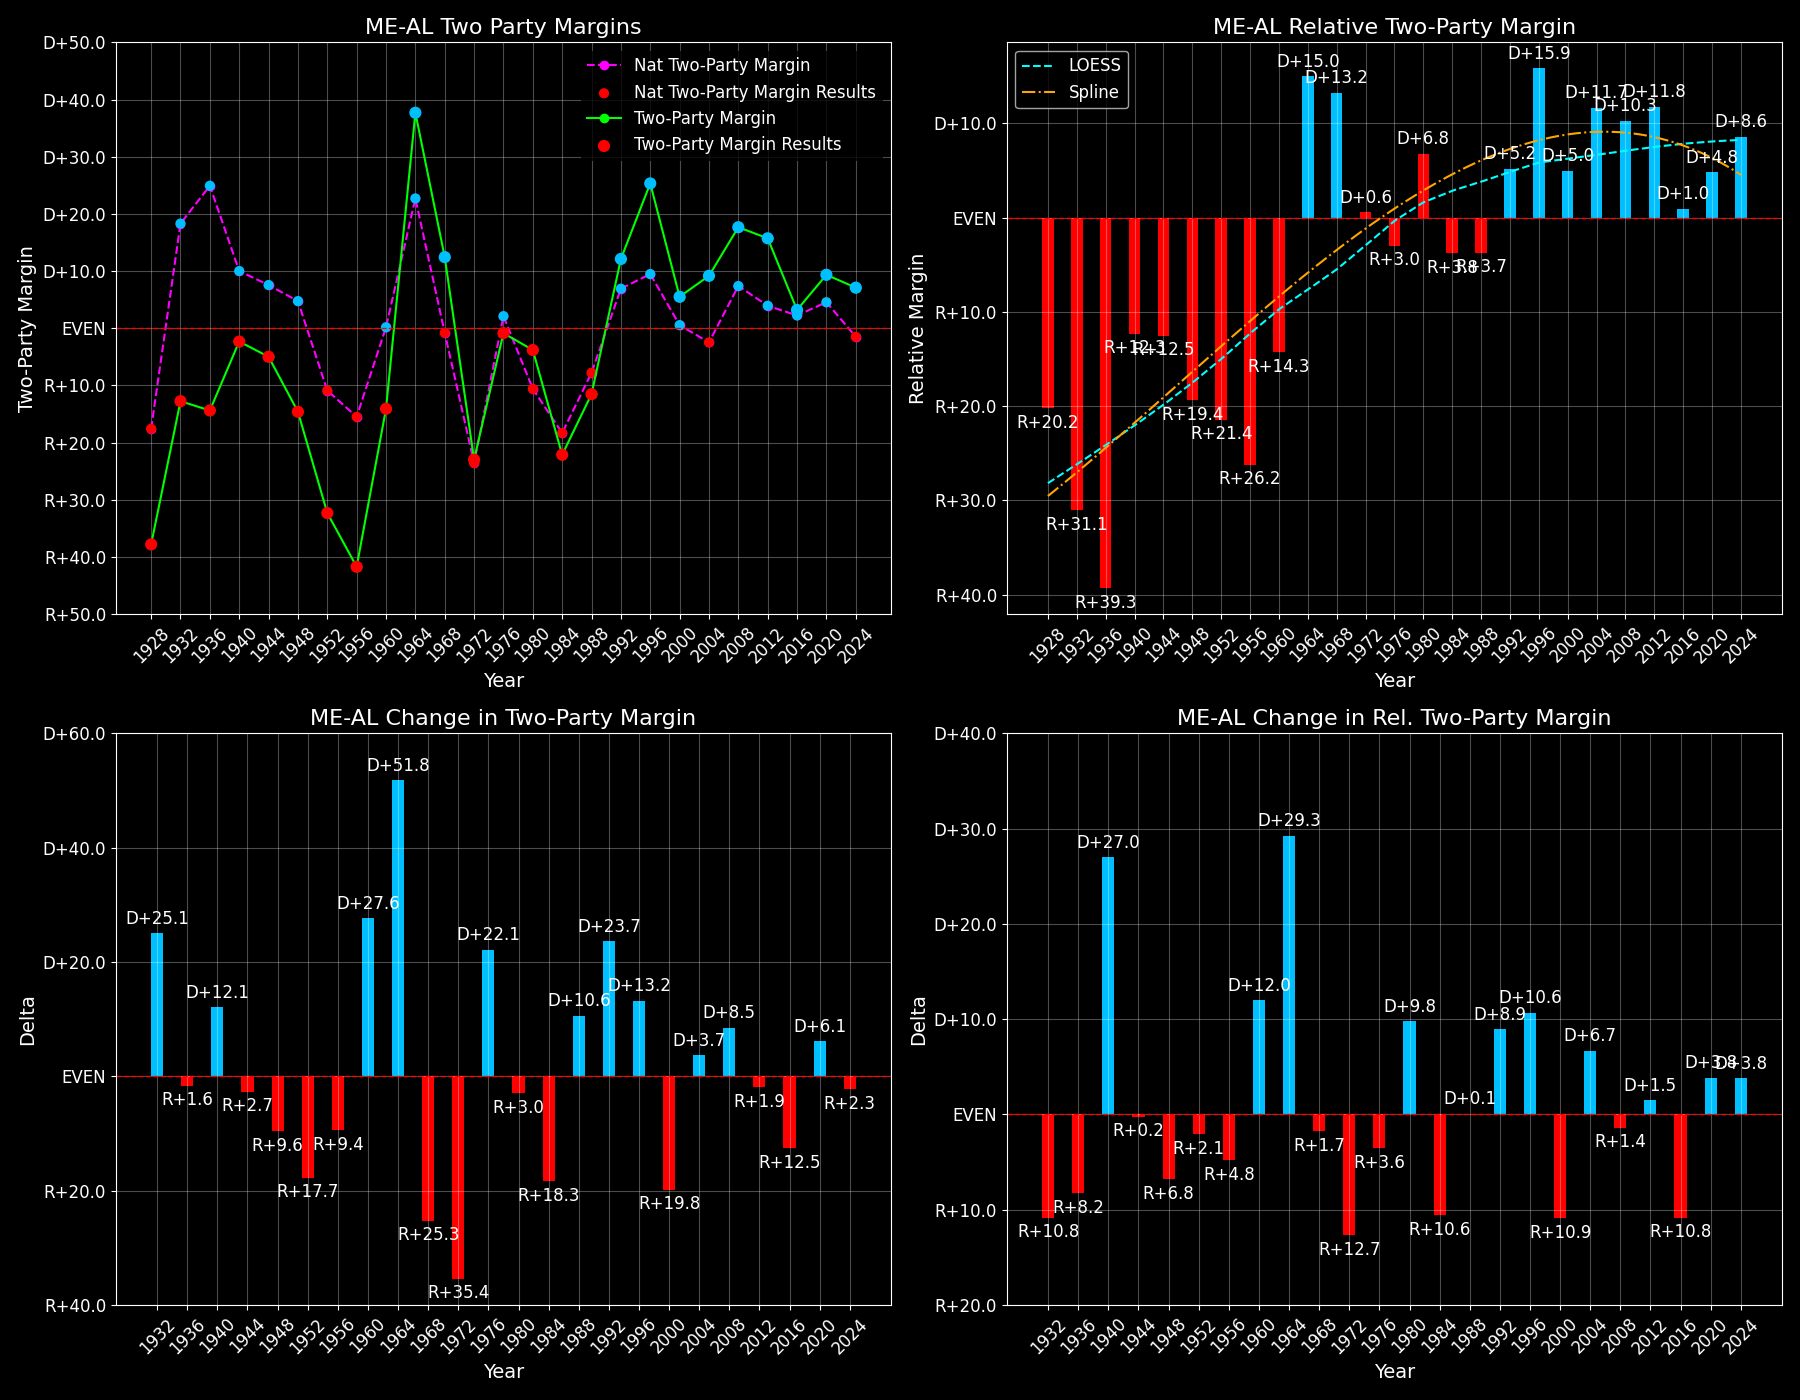 ME-AL Two Party Margins
D+50.0
D+40.0
D+30.0
D+20.0
D+10.0
EVEN
R+10.0
R+20.0
R+30.0
R+40.0
R+50.0
Two-Party Margin
Nat Two-Party Margin
Nat Two-Party Margin Results
Two-Party Margin
Two-Party Margin Results
1928 1932 1936 1940 1944 1948 1952 1956 1960 1964 1968 1972 1976 1980 1984 1988 1992 1996 2000 2004 2008 2012 2016 2020 2024
Year
ME-AL Relative Two-Party Margin
D+10.0
EVEN
R+10.0
R+20.0
R+30.0
R+40.0
Relative Margin
LOESS
Spline
R+20.2
R+31.1
R+39.3
R+12.3
R+12.5
R+19.4
R+21.4
R+26.2
R+14.3
D+15.0
D+13.2
D+0.6
R+3.0
D+6.8
R+3.8
R+3.7
D+5.2
D+15.9
D+5.0
D+11.7
D+10.3
D+11.8
D+1.0
D+4.8
D+8.6
1928 1932 1936 1940 1944 1948 1952 1956 1960 1964 1968 1972 1976 1980 1984 1988 1992 1996 2000 2004 2008 2012 2016 2020 2024
Year
ME-AL Change in Two-Party Margin
D+60.0
D+40.0
D+20.0
EVEN
R+20.0
R+40.0
Delta
D+25.1
R+1.6
D+12.1
R+2.7
R+9.6
R+17.7
R+9.4
D+27.6
D+51.8
R+25.3
R+35.4
D+22.1
R+3.0
R+18.3
D+10.6
D+23.7
D+13.2
R+19.8
D+3.7
D+8.5
R+1.9
R+12.5
D+6.1
R+2.3
1932 1936 1940 1944 1948 1952 1956 1960 1964 1968 1972 1976 1980 1984 1988 1992 1996 2000 2004 2008 2012 2016 2020 2024
Year
ME-AL Change in Rel. Two-Party Margin
D+40.0
D+30.0
D+20.0
D+10.0
EVEN
R+10.0
R+20.0
Delta
R+10.8
R+8.2
D+27.0
R+0.2
R+6.8
R+2.1
R+4.8
D+12.0
D+29.3
R+1.7
R+12.7
R+3.6
D+9.8
R+10.6
D+0.1
D+8.9
D+10.6
R+10.9
D+6.7
R+1.4
D+1.5
R+10.8
D+3.8
D+3.8
1932 1936 1940 1944 1948 1952 1956 1960 1964 1968 1972 1976 1980 1984 1988 1992 1996 2000 2004 2008 2012 2016 2020 2024
Year